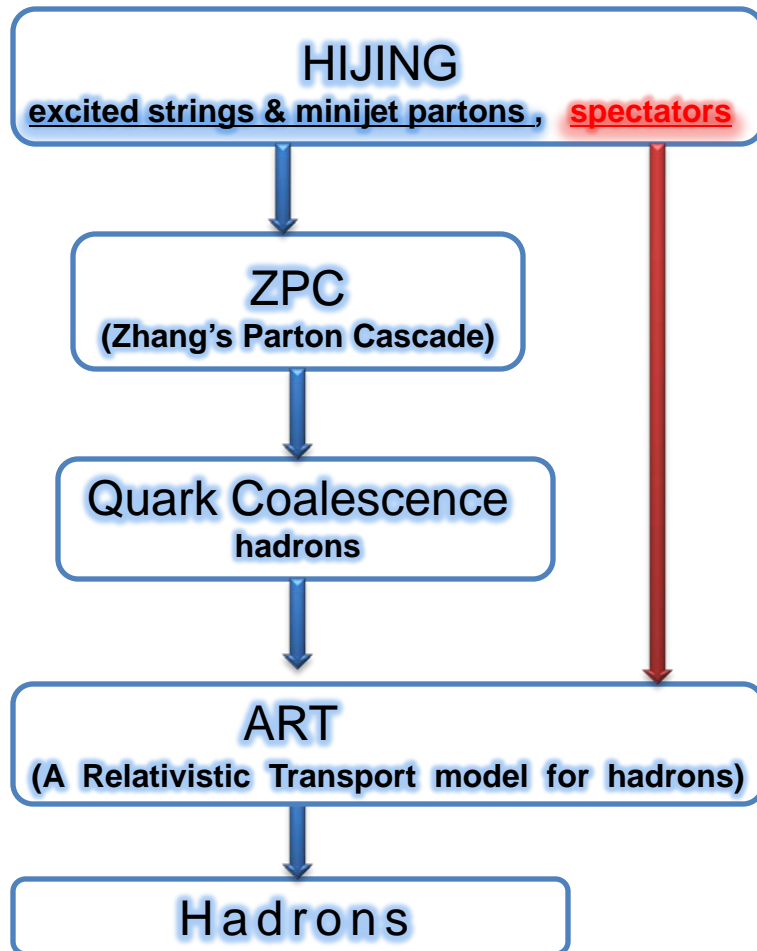 HIJING
excited strings & minijet partons , spectators
ZPC
(Zhang’s Parton Cascade)
Quark Coalescence
hadrons
ART
(A Relativistic Transport model for hadrons)
Hadrons